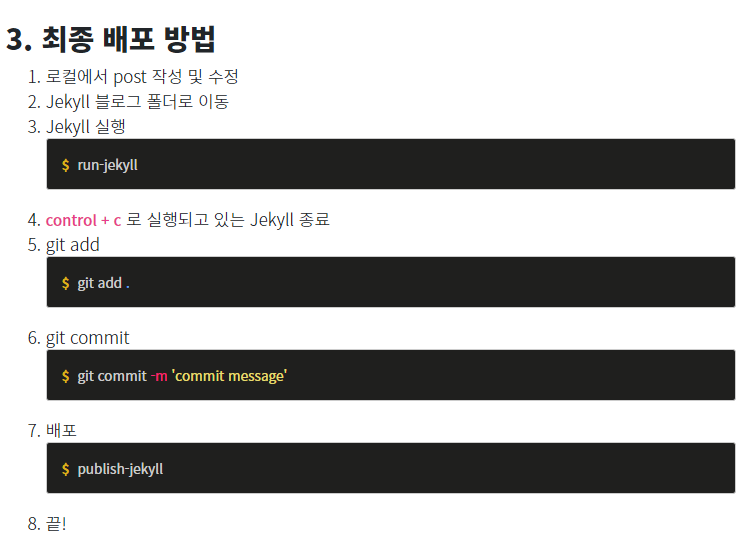 3. 최종 배포 방법
1. 로컬에서 post 작성 및 수정
2. Jekyll 블로그 폴더로 이동
3. Jekyll 실행
$ run-jekyll
4. control + c 로 실행되고 있는 Jekyll 종료
5. git add
$ git add .
6. git commit
$ git commit -m 'commit message'
7. 배포
$ publish-jekyll
8. 끝!